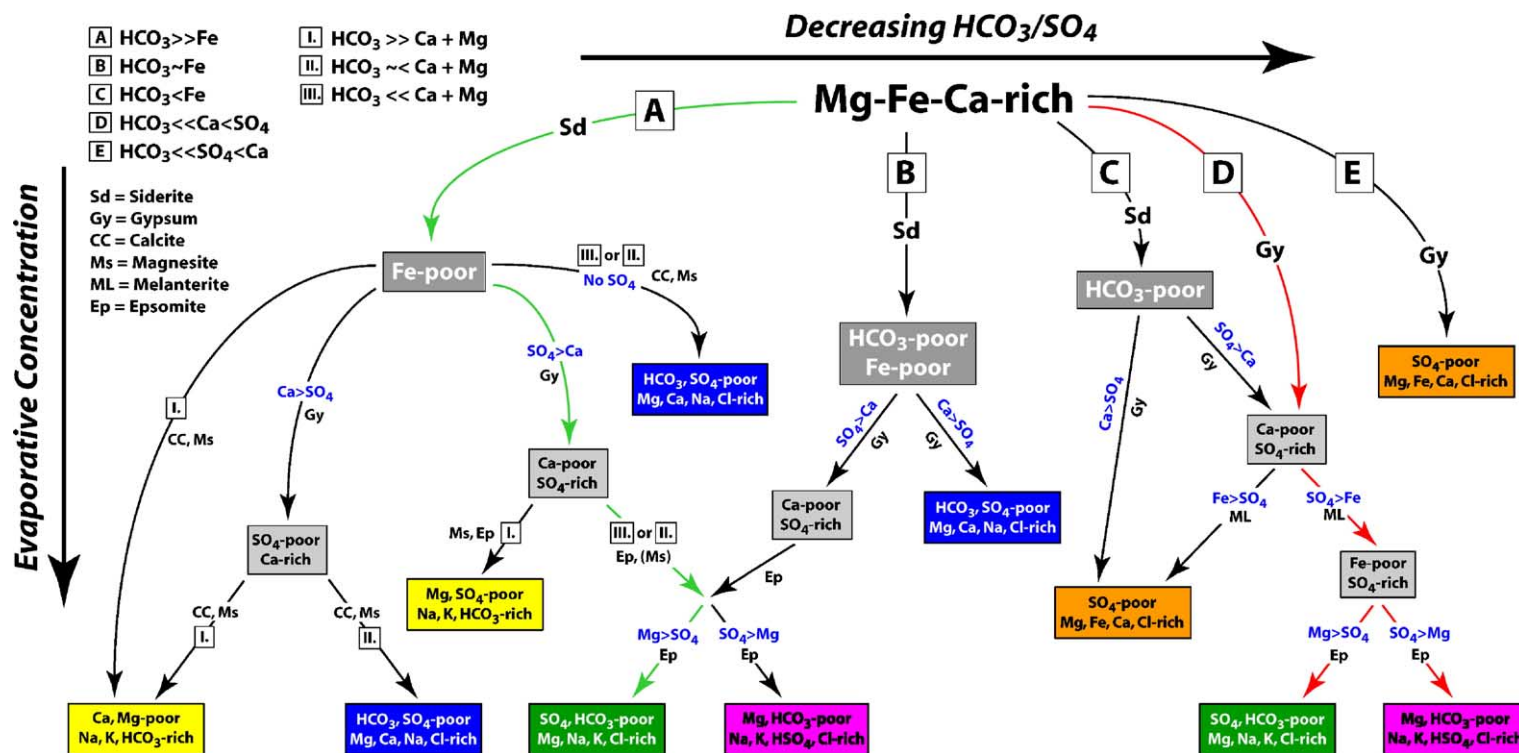 Decreasing HCO3/SO4
A HCO3>>Fe
B HCO3~Fe
C HCO3<Fe
D HCO3<<Ca<SO4
E HCO3<<SO4<Ca
I. HCO3 >> Ca + Mg
II. HCO3 ~< Ca + Mg
III. HCO3 << Ca + Mg
Evaporative Concentration
Sd = Siderite
Gy = Gypsum
CC = Calcite
Ms = Magnesite
ML = Melanterite
Ep = Epsomite
Mg-Fe-Ca-rich
A
Sd
B
Sd
C
Sd
D
Gy
E
Gy
Fe-poor
III. or II.
No SO4
CC, Ms
HCO3, SO4-poor
Mg, Ca, Na, Cl-rich
I.
CC, Ms
Ca>SO4
Gy
SO4>Ca
Gy
SO4-poor
Ca-rich
CC, Ms
I.
CC, Ms
II.
Ca, Mg-poor
Na, K, HCO3-rich
HCO3, SO4-poor
Mg, Ca, Na, Cl-rich
Ca-poor
SO4-rich
Ms, Ep I.
III. or II.
Ep, (Ms)
Mg, SO4-poor
Na, K, HCO3-rich
HCO3-poor
Fe-poor
SO4>Ca
Gy
Ca>SO4
Gy
Ca-poor
SO4-rich
HCO3, SO4-poor
Mg, Ca, Na, Cl-rich
Ep
Mg>SO4
Ep
SO4>Mg
Ep
SO4, HCO3-poor
Mg, Na, K, Cl-rich
Mg, HCO3-poor
Na, K, HSO4, Cl-rich
HCO3-poor
Ca>SO4
Gy
SO4>Ca
Gy
SO4-poor
Mg, Fe, Ca, Cl-rich
Ca-poor
SO4-rich
Fe>SO4
ML
SO4>Fe
ML
SO4-poor
Mg, Fe, Ca, Cl-rich
Fe-poor
SO4-rich
Mg>SO4
Ep
SO4>Mg
Ep
SO4, HCO3-poor
Mg, Na, K, Cl-rich
Mg, HCO3-poor
Na, K, HSO4, Cl-rich